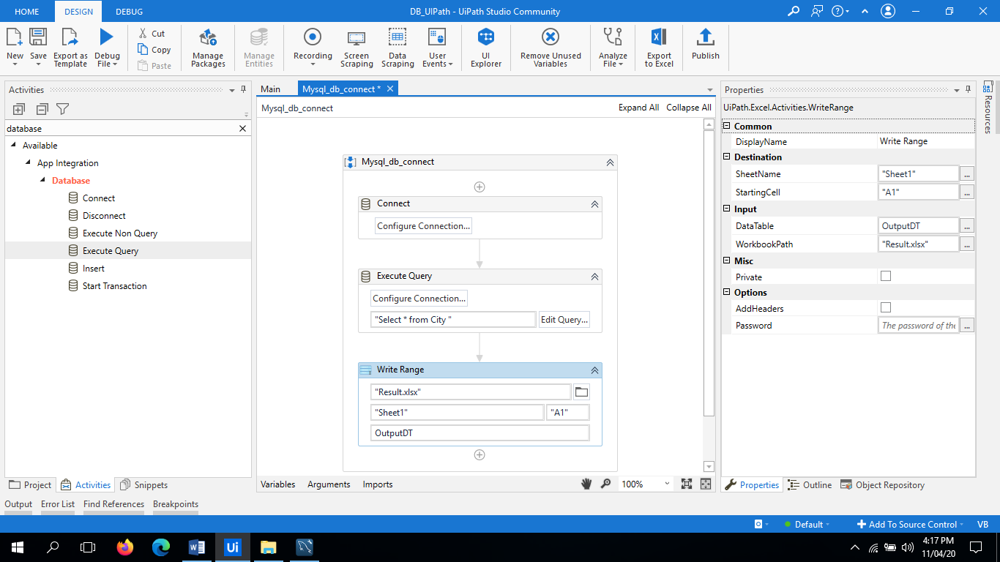 HOME DESIGN DEBUG DB_UIPath - UiPath Studio Community
New Save Export as Template Debug File Cut Copy Paste Manage Packages Manage Entities Recording Screen Scraping Data Scraping User Events UI Explorer Remove Unused Variables Analyze File Export to Excel Publish
Activities
database
Available
App Integration
Database
Connect
Disconnect
Execute Non Query
Execute Query
Insert
Start Transaction
Project Activities Snippets
Main Mysql_db_connect *
Mysql_db_connect Expand All Collapse All
Mysql_db_connect
Connect
Configure Connection...
Execute Query
Configure Connection...
"Select * from City " Edit Query...
Write Range
"Result.xlsx"
"Sheet1" "A1"
OutputDT
Variables Arguments Imports 100%
Properties
UiPath.Excel.Activities.WriteRange
Common
DisplayName Write Range
Destination
SheetName "Sheet1" ...
StartingCell "A1" ...
Input
DataTable OutputDT ...
WorkbookPath "Result.xlsx" ...
Misc
Private
Options
AddHeaders
Password The password of the ...
Properties Outline Object Repository
Resources
Output Error List Find References Breakpoints
Default Add To Source Control VB
Ui 4:17 PM
11/04/20